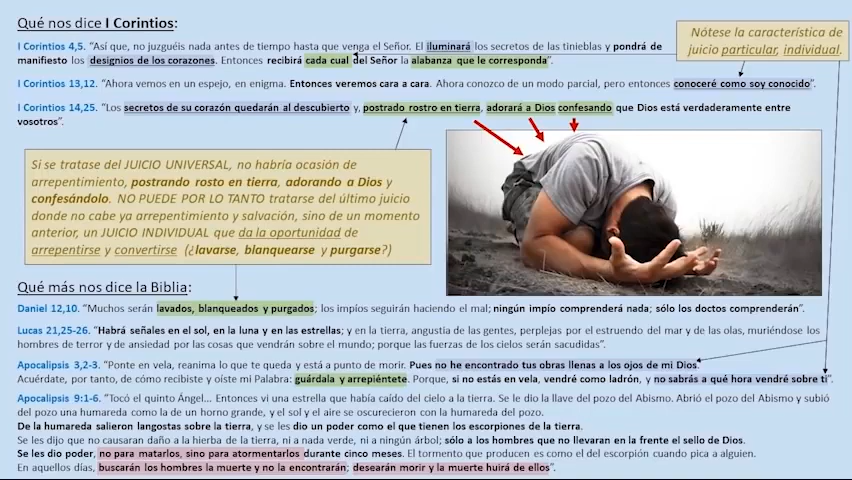 Qué nos dice I Corintios:
Nótese la característica de
juicio particular, individual.
I Corintios 4,5. “Así que, no juzguéis nada antes de tiempo hasta que venga el Señor. El iluminará los secretos de las tinieblas y pondrá de
manifiesto los designios de los corazones. Entonces recibirá cada cual del Señor la alabanza que le corresponda”.
I Corintios 13,12. “Ahora vemos en un espejo, en enigma. Entonces veremos cara a cara. Ahora conozco de un modo parcial, pero entonces conoceré como soy conocido”.
I Corintios 14,25. “Los secretos de su corazón quedarán al descubierto y, postrado rostro en tierra, adorará a Dios confesando que Dios está verdaderamente entre
vosotros”.
Si se tratase del JUICIO UNIVERSAL, no habría ocasión de
arrepentimiento, postrando rosto en tierra, adorando a Dios y
confesándolo. NO PUEDE POR LO TANTO tratarse del último juicio
donde no cabe ya arrepentimiento y salvación, sino de un momento
anterior, un JUICIO INDIVIDUAL que da la oportunidad de
arrepentirse y convertirse (¿lavarse, blanquearse y purgarse?)
Qué más nos dice la Biblia:
Daniel 12,10. “Muchos serán lavados, blanqueados y purgados; los impíos seguirán haciendo el mal; ningún impío comprenderá nada; sólo los doctos comprenderán”.
Lucas 21,25-26. “Habrá señales en el sol, en la luna y en las estrellas; y en la tierra, angustia de las gentes, perplejas por el estruendo del mar y de las olas, muriéndose los
hombres de terror y de ansiedad por las cosas que vendrán sobre el mundo; porque las fuerzas de los cielos serán sacudidas”.
Apocalipsis 3,2-3. “Ponte en vela, reanima lo que te queda y está a punto de morir. Pues no he encontrado tus obras llenas a los ojos de mi Dios.
Acuérdate, por tanto, de cómo recibiste y oíste mi Palabra: guárdala y arrepiéntete. Porque, si no estás en vela, vendré como ladrón, y no sabrás a qué hora vendré sobre ti”.
Apocalipsis 9:1-6. “Tocó el quinto Ángel... Entonces vi una estrella que había caído del cielo a la tierra. Se le dio la llave del pozo del Abismo. Abrió el pozo del Abismo y subió
del pozo una humareda como la de un horno grande, y el sol y el aire se oscurecieron con la humareda del pozo.
De la humareda salieron langostas sobre la tierra, y se les dio un poder como el que tienen los escorpiones de la tierra.
Se les dijo que no causaran daño a la hierba de la tierra, ni a nada verde, ni a ningún árbol; sólo a los hombres que no llevaran en la frente el sello de Dios.
Se les dio poder, no para matarlos, sino para atormentarlos durante cinco meses. El tormento que producen es como el del escorpión cuando pica a alguien.
En aquellos días, buscarán los hombres la muerte y no la encontrarán; desearán morir y la muerte huirá de ellos”.